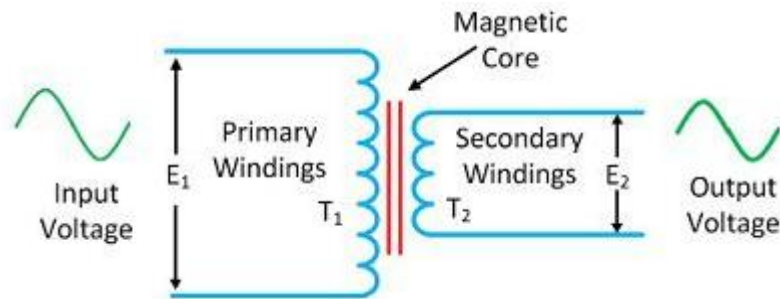 Magnetic
Core
Primary
Windings
Secondary
Windings
E₁
E₂
Input
Voltage
T₁
T₂
Output
Voltage